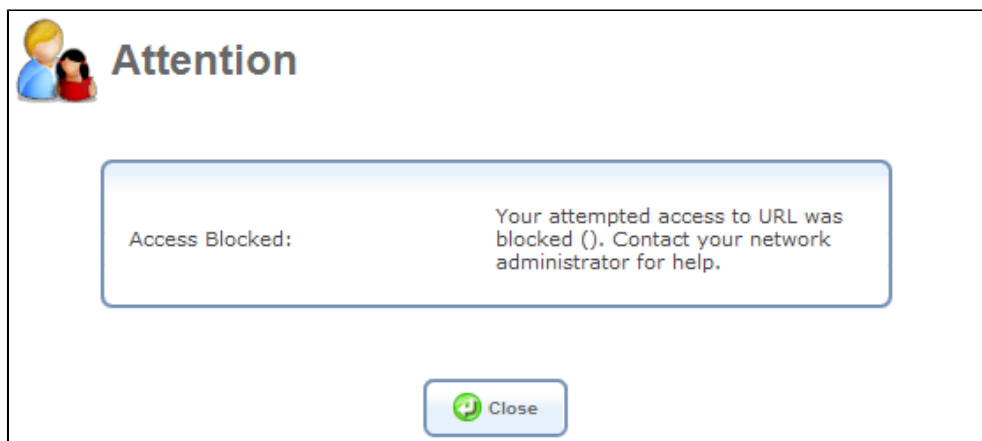 Attention
Access Blocked:
Your attempted access to URL was
blocked (). Contact your network
administrator for help.
Close